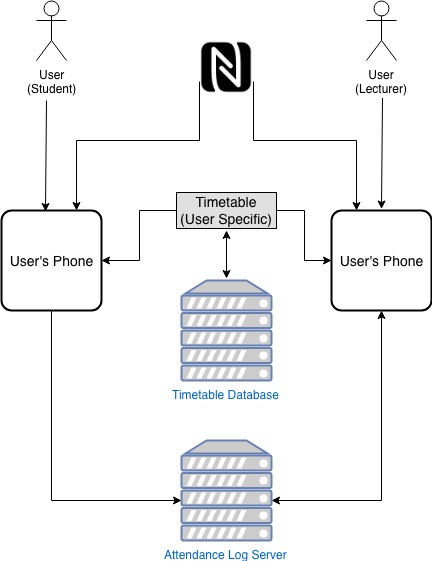 User
(Student)
User
(Lecturer)
Timetable
(User Specific)
User's Phone
User's Phone
Timetable Database
Attendance Log Server